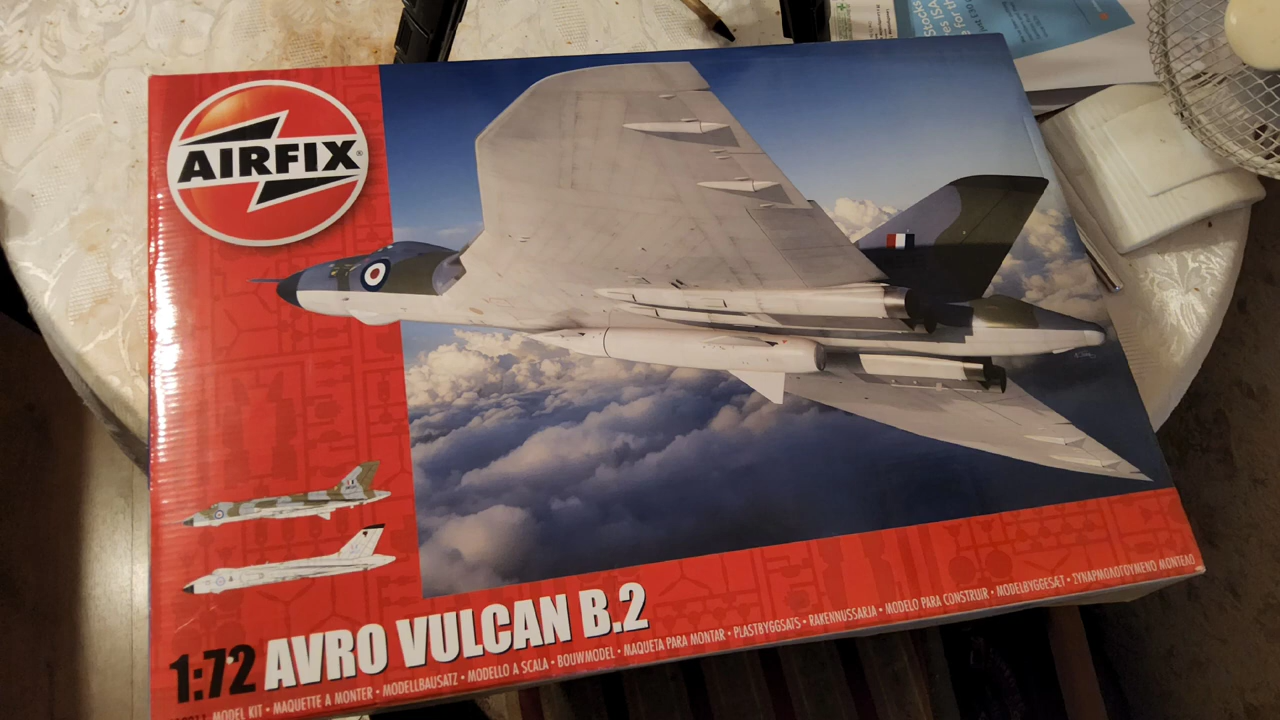 AIRFIX
1:72 AVRO VULCAN B.2
MODEL KIT • MAQUETTE A MONTER • MODELLBAUSATZ • MODELLO A SCALA • BOUWMODEL • MAQUETA PARA MONTAR • PLASTBYGGSATS • RAKENNUSSARJA • MODELO PARA CONSTRUIR • MODELBYGGESÆT • ΣΥΝΑΡΜΟΛΟΓΟΥΜΕΝΟ ΜΟΝΤΕΛΟ
Stocks